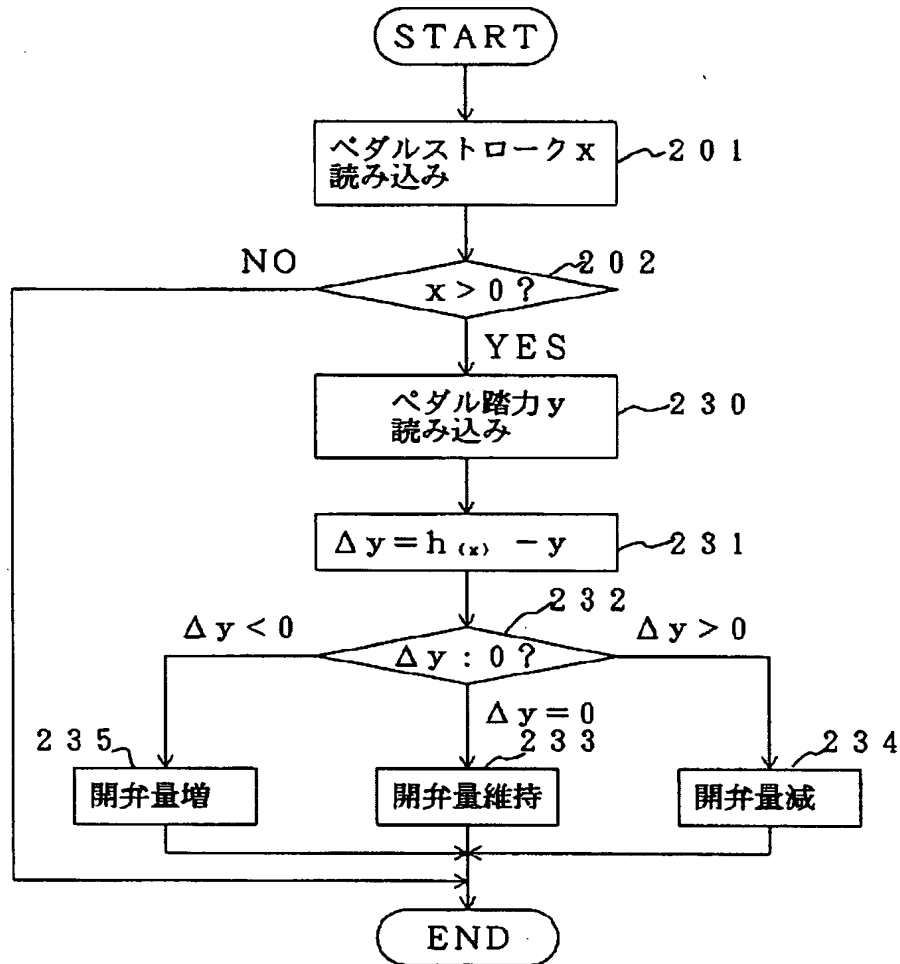 START
ペダルストロークx
読み込み
201
NO
202
x>0?
YES
ペダル踏力y
読み込み
230
Δy=h(x)-y
231
232
Δy<0
Δy>0
Δy:0?
Δy=0
235
233
234
開弁量増
開弁量維持
開弁量減
END